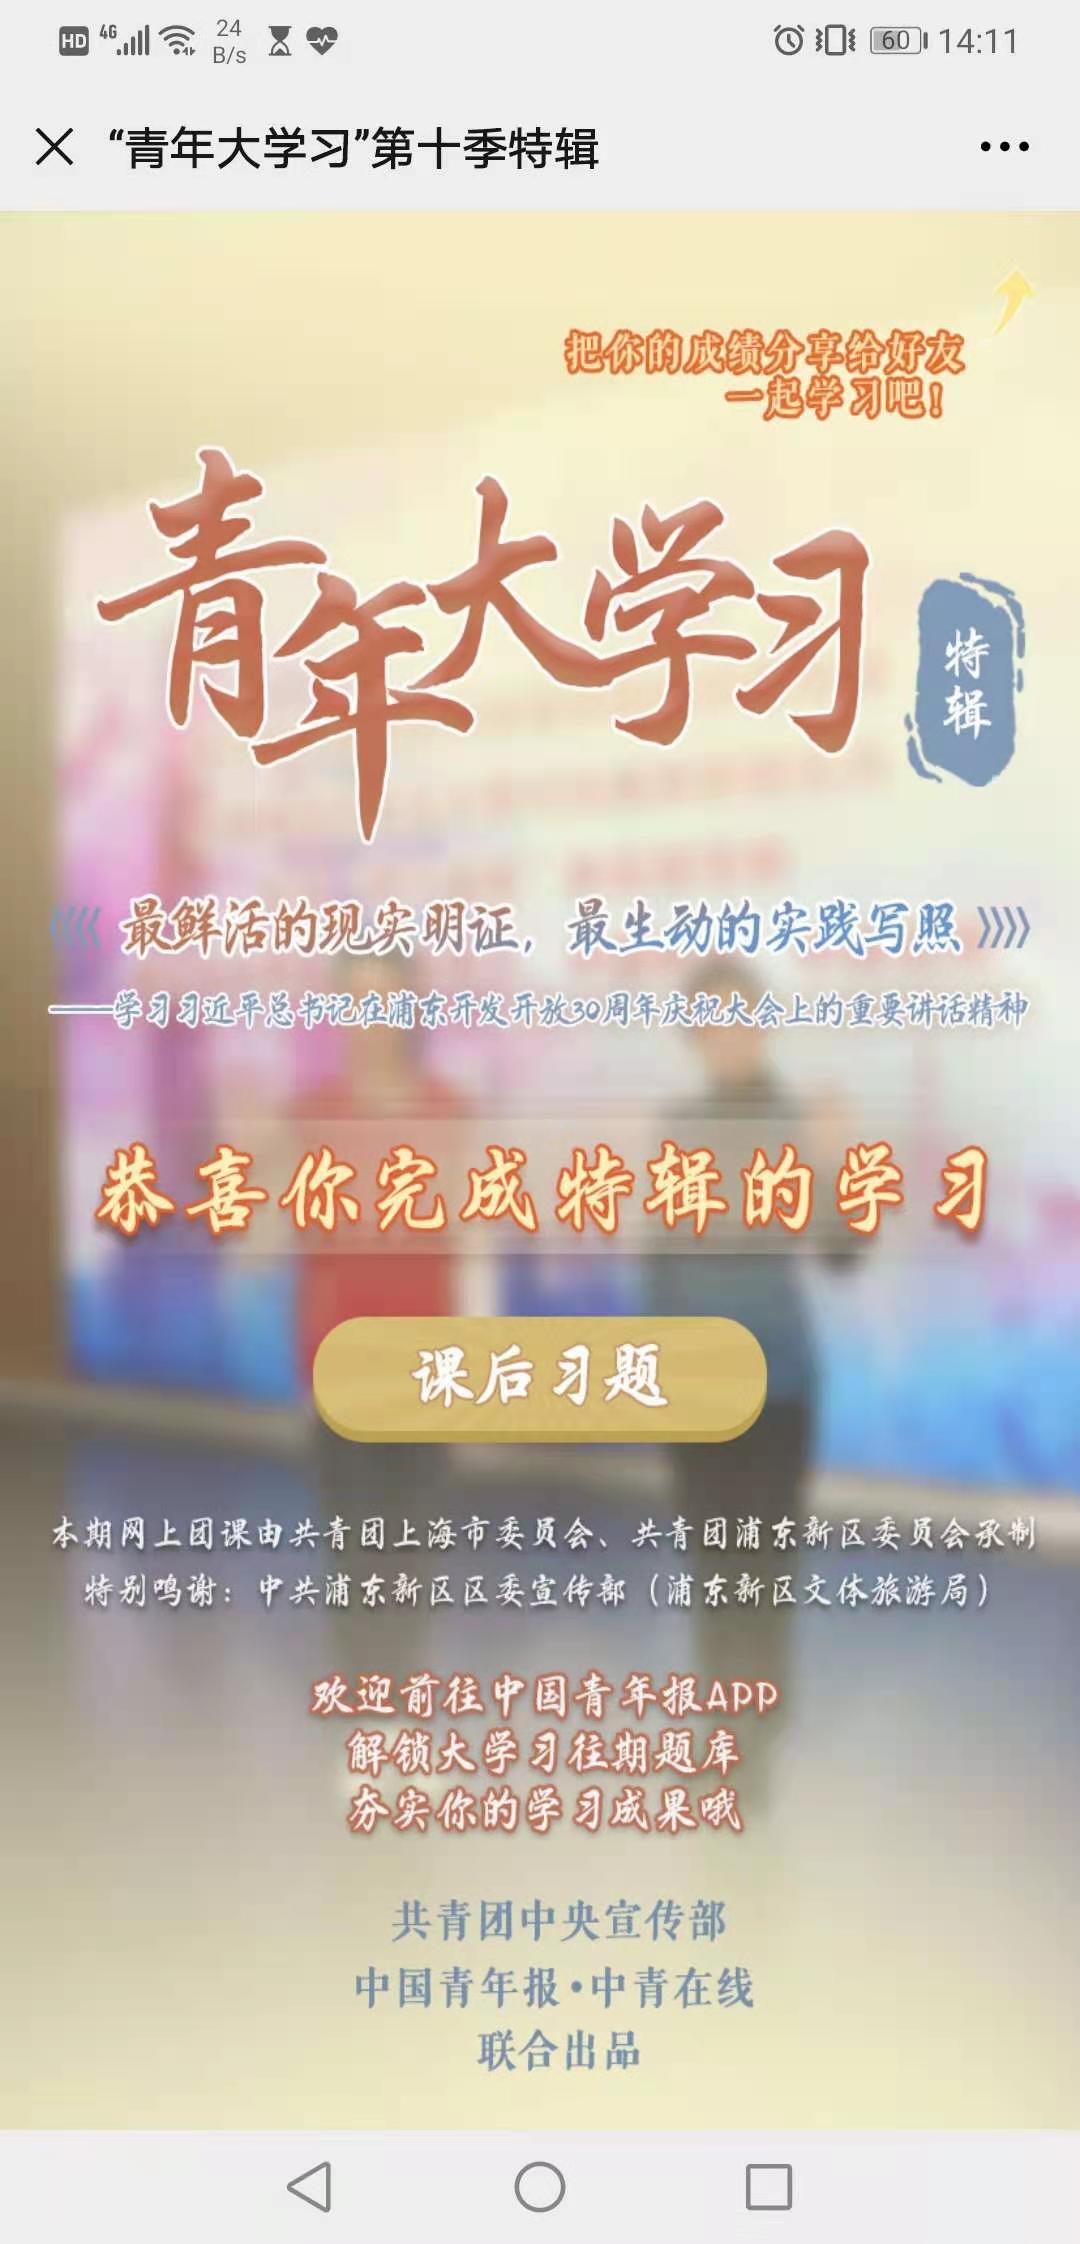 HD 4G 24 B/s 60 14:11
“青年大学习”第十季特辑
把你的成绩分享给好友
一起学习吧！
青年大学习
特辑
最鲜活的现实明证，最生动的实践写照
——学习习近平总书记在浦东开发开放30周年庆祝大会上的重要讲话精神
恭喜你完成特辑的学习
课后习题
本期网上团课由共青团上海市委员会、共青团浦东新区委员会承制
特别鸣谢：中共浦东新区区委宣传部（浦东新区文体旅游局）
欢迎前往中国青年报APP
解锁大学习往期题库
夯实你的学习成果哦
共青团中央宣传部
中国青年报·中青在线
联合出品